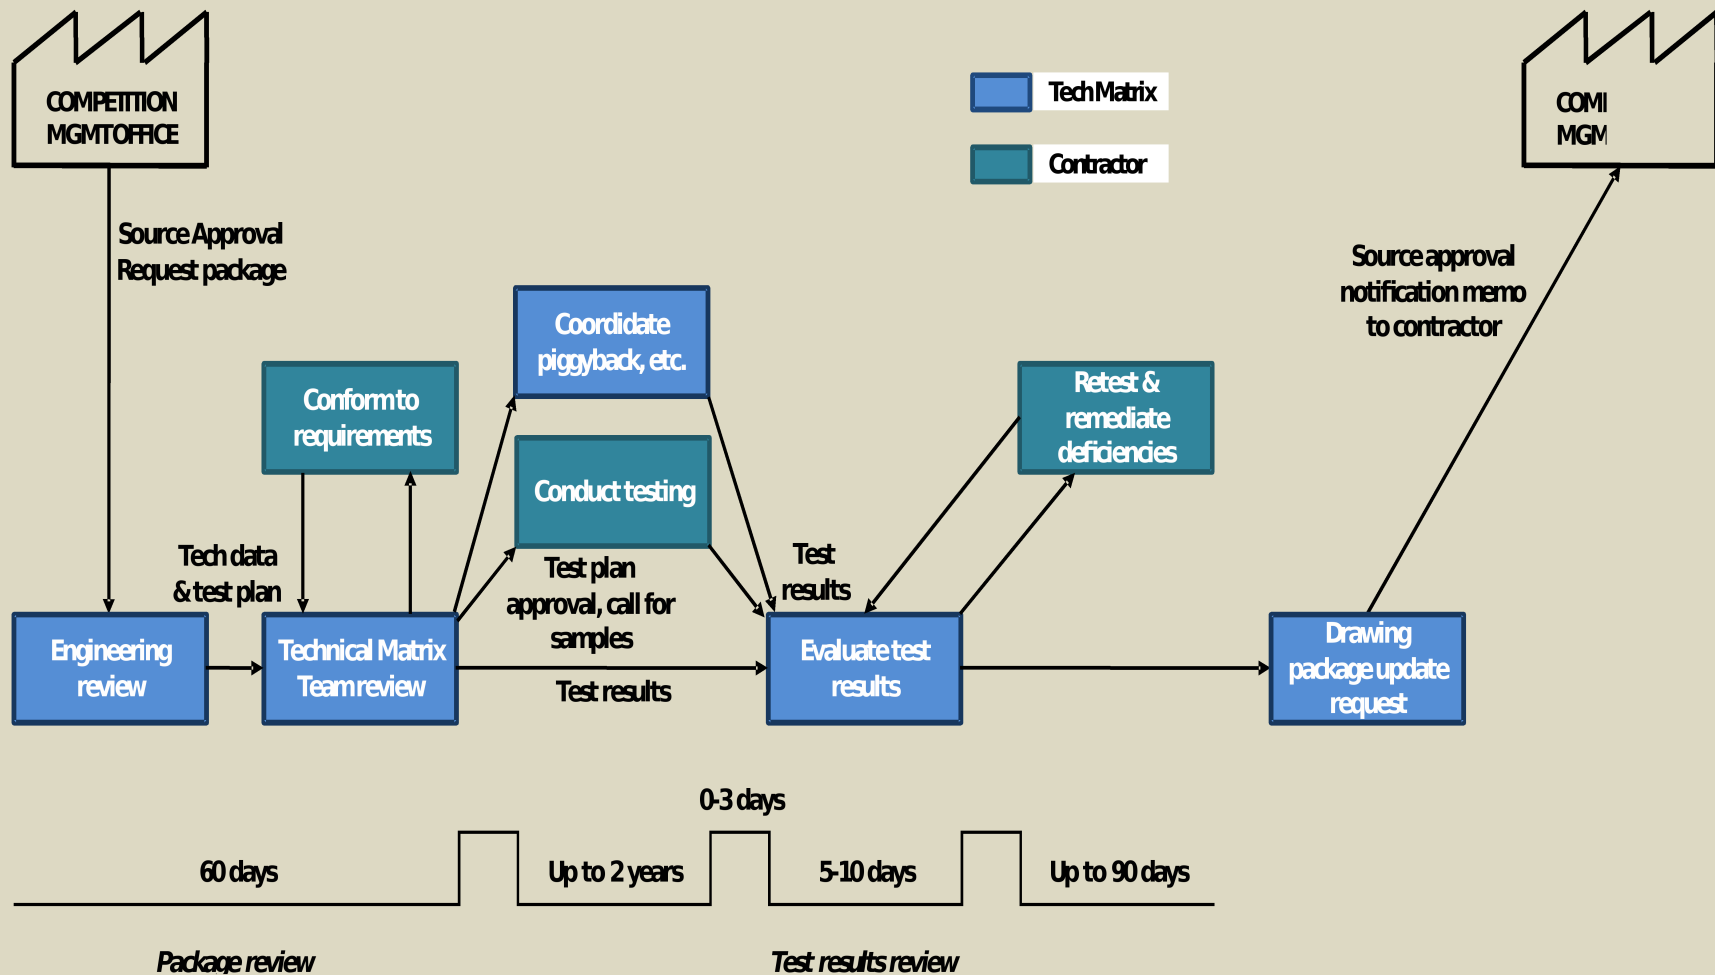 COMPETITION
MGMT OFFICE
Tech Matrix
Contractor
COMI
MGM
Source Approval
Request package
Source approval
notification memo
to contractor
Coordidate
piggyback, etc.
Conform to
requirements
Retest &
remediate
deficiencies
Conduct testing
Tech data
& test plan
Test plan
approval, call for
samples
Test
results
Engineering
review
Technical Matrix
Team review
Test results
Evaluate test
results
Drawing
package update
request
0-3 days
60 days
Up to 2 years
5-10 days
Up to 90 days
Package review
Test results review